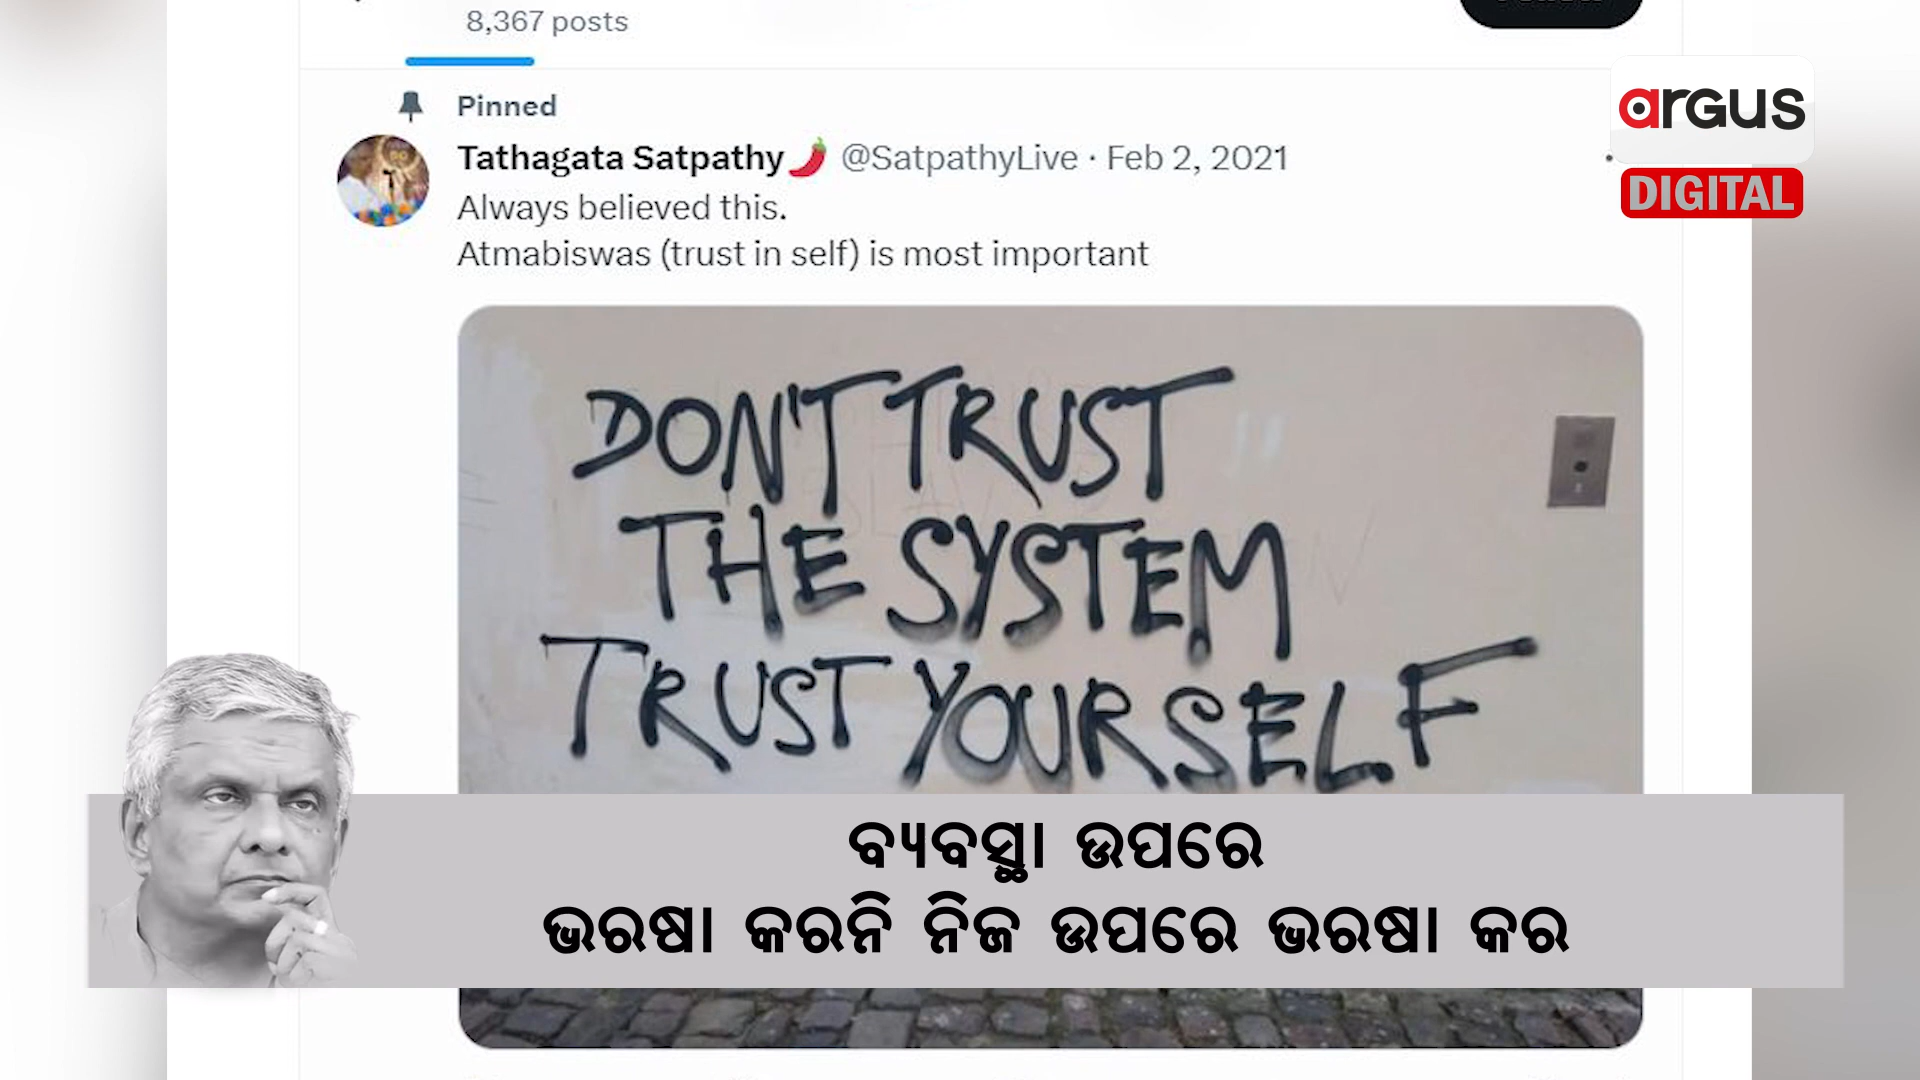 8,367 posts
Pinned
Tathagata Satpathy🌶️ @SatpathyLive · Feb 2, 2021
Always believed this.
Atmabiswas (trust in self) is most important
argus
DIGITAL
DON'T TRUST
THE SYSTEM
TRUST YOURSELF
ବ୍ୟବସ୍ଥା ଉପରେ
ଭରଷା କରନି ନିଜ ଉପରେ ଭରଷା କର